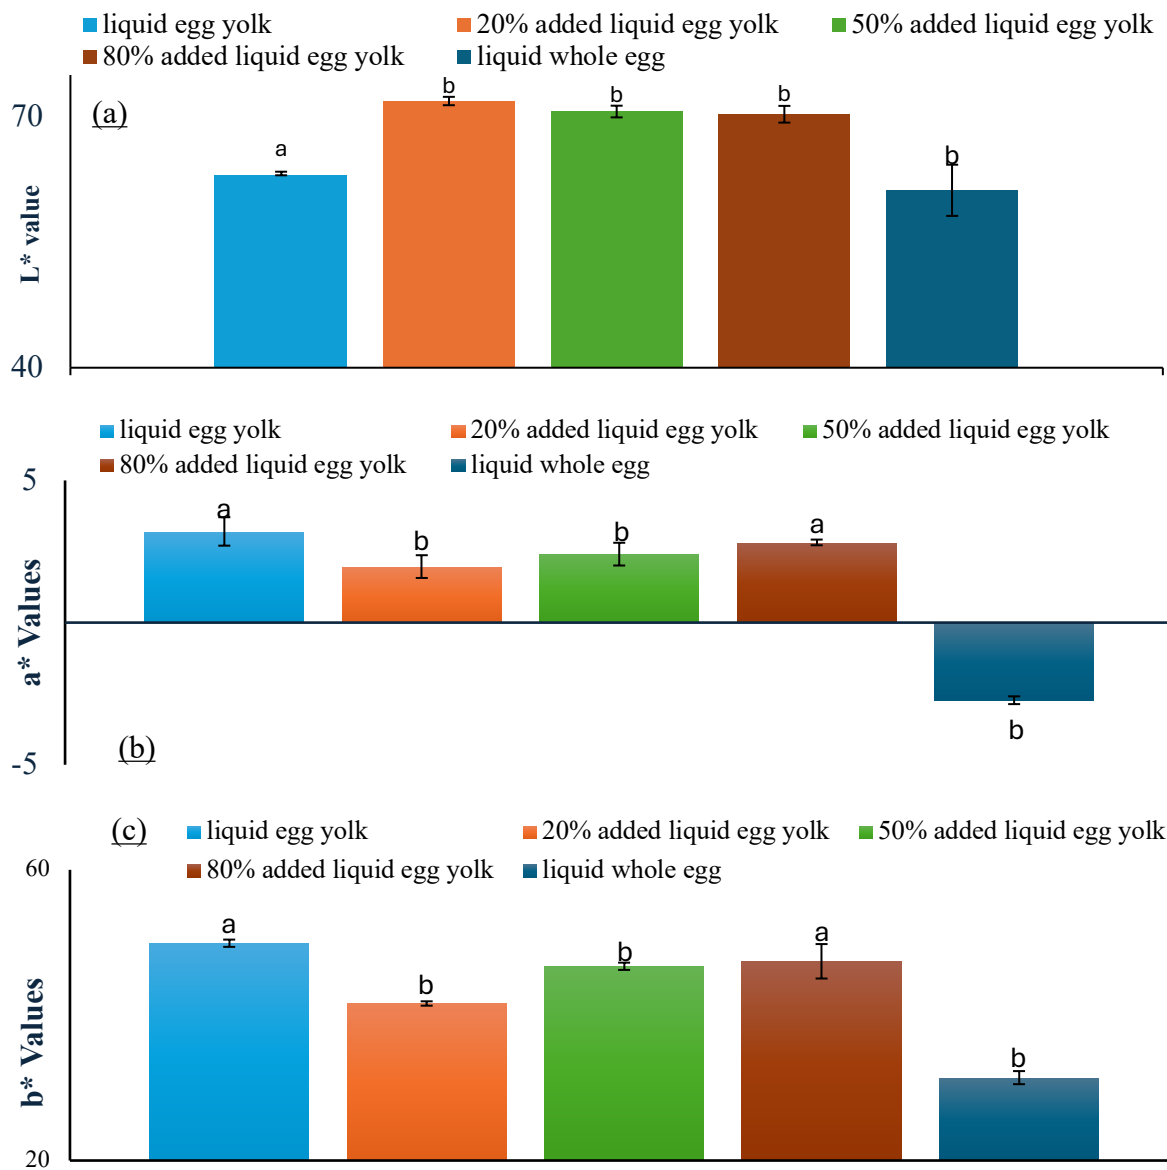 liquid egg yolk 20% added liquid egg yolk 50% added liquid egg yolk
80% added liquid egg yolk liquid whole egg
70
(a)
a
b
b
b
b
L* value
40
liquid egg yolk 20% added liquid egg yolk 50% added liquid egg yolk
80% added liquid egg yolk liquid whole egg
5
a
b
b
a
b
a* Values
-5
(b)
(c)
liquid egg yolk 20% added liquid egg yolk 50% added liquid egg yolk
80% added liquid egg yolk liquid whole egg
60
a
b
b
a
b
b* Values
20